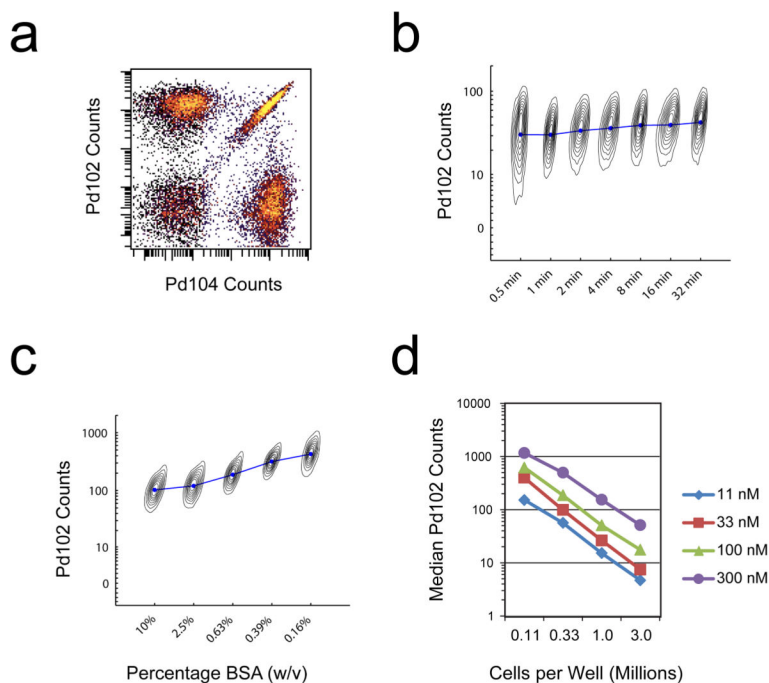 a
Pd102 Counts
Pd104 Counts
b
Pd102 Counts
100
10
0
0.5 min
1 min
2 min
4 min
8 min
16 min
32 min
c
Pd102 Counts
1000
100
10
0
10%
2.5%
0.63%
0.39%
0.16%
Percentage BSA (w/v)
d
Median Pd102 Counts
10000
1000
100
10
1
0.11 0.33 1.0 3.0
Cells per Well (Millions)
11 nM
33 nM
100 nM
300 nM